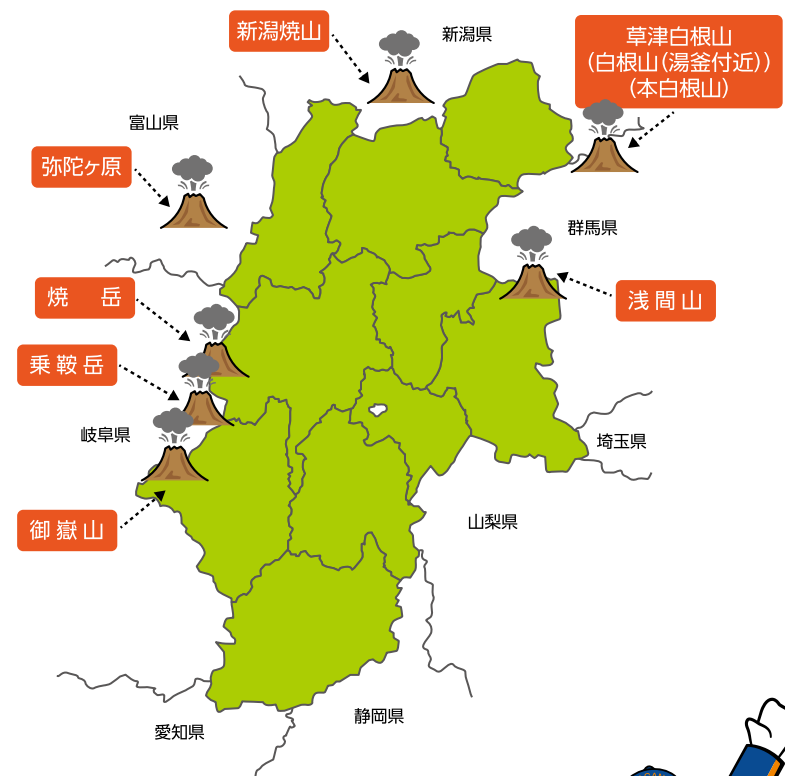 新潟焼山
新潟県
草津白根山
(白根山(湯釜付近))
(本白根山)
富山県
弥陀ヶ原
群馬県
焼 岳
浅間山
乗鞍岳
岐阜県
埼玉県
御嶽山
山梨県
静岡県
愛知県